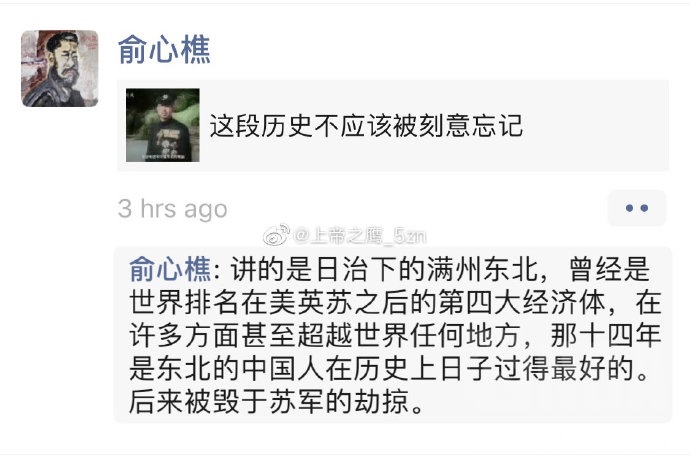 俞心樵
这段历史不应该被刻意忘记
3 hrs ago
@上帝之鹰_5zn
俞心樵: 讲的是日治下的满州东北，曾经是
世界排名在美英苏之后的第四大经济体，在
许多方面甚至超越世界任何地方，那十四年
是东北的中国人在历史上日子过得最好的。
后来被毁于苏军的劫掠。